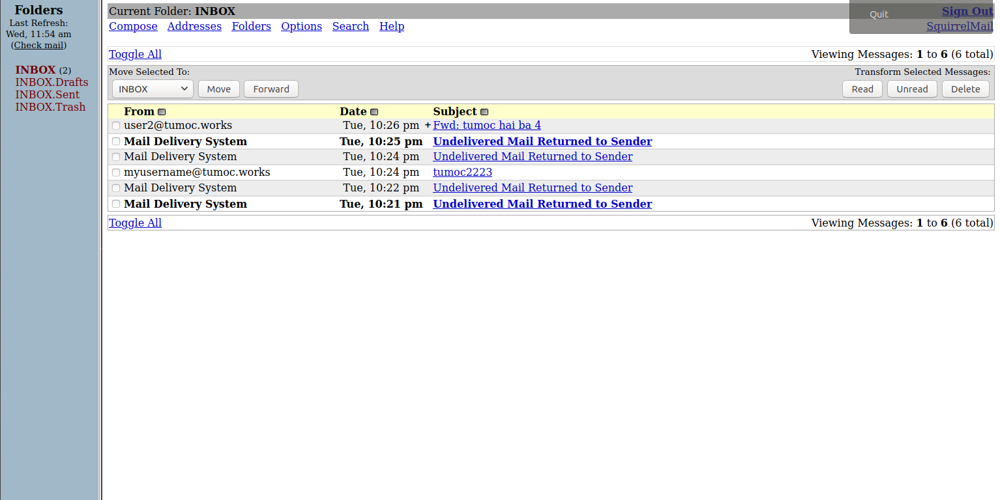 Folders
Last Refresh:
Wed, 11:54 am
(Check mail)
INBOX (2)
INBOX.Drafts
INBOX.Sent
INBOX.Trash
Current Folder: INBOX
Quit
Sign Out
Compose Addresses Folders Options Search Help
SquirrelMail
Toggle All Viewing Messages: 1 to 6 (6 total)
Move Selected To: Transform Selected Messages:
INBOX Move Forward Read Unread Delete
From Date Subject
user2@tumoc.works Tue, 10:26 pm + Fwd: tumoc hai ba 4
Mail Delivery System Tue, 10:25 pm Undelivered Mail Returned to Sender
Mail Delivery System Tue, 10:24 pm Undelivered Mail Returned to Sender
myusername@tumoc.works Tue, 10:24 pm tumoc2223
Mail Delivery System Tue, 10:22 pm Undelivered Mail Returned to Sender
Mail Delivery System Tue, 10:21 pm Undelivered Mail Returned to Sender
Toggle All Viewing Messages: 1 to 6 (6 total)